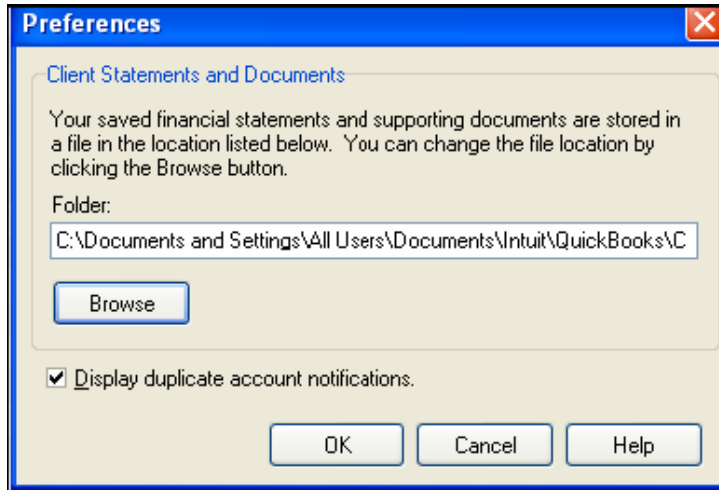 Preferences
Client Statements and Documents
Your saved financial statements and supporting documents are stored in
a file in the location listed below. You can change the file location by
clicking the Browse button.
Folder:
C:\Documents and Settings\All Users\Documents\Intuit\QuickBooks\C
Browse
Display duplicate account notifications.
OK Cancel Help